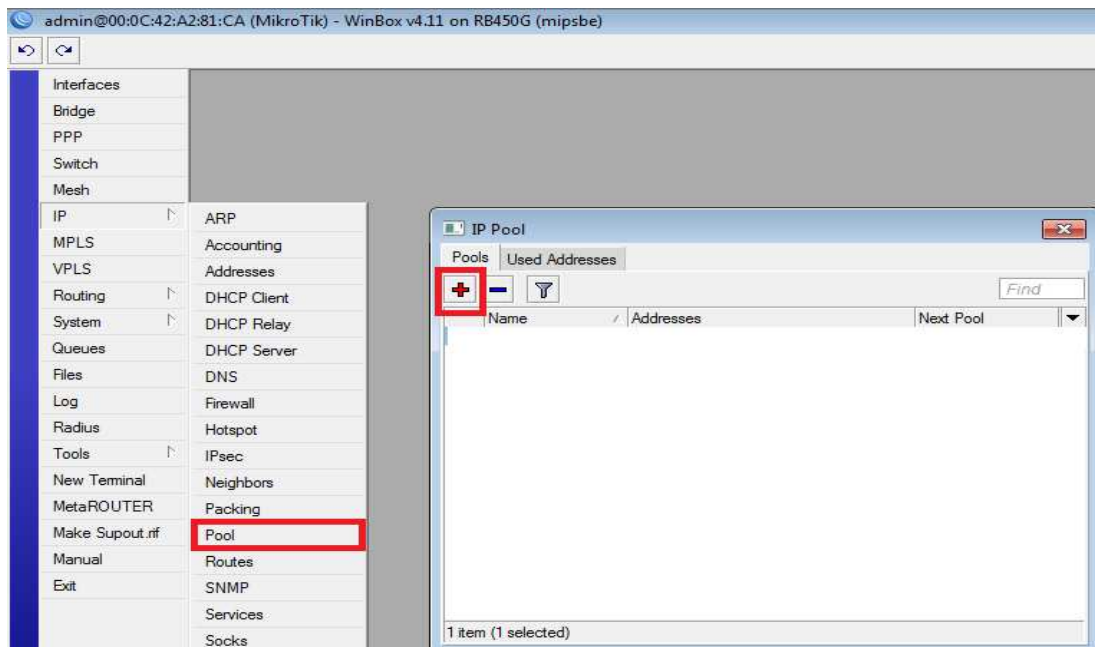 admin@00:0C:42:A2:81:CA (MikroTik) - WinBox v4.11 on RB450G (mipsbe)
Interfaces
Bridge
PPP
Switch
Mesh
IP
MPLS
VPLS
Routing
System
Queues
Files
Log
Radius
Tools
New Terminal
MetaROUTER
Make Supout.rif
Manual
Exit
ARP
Accounting
Addresses
DHCP Client
DHCP Relay
DHCP Server
DNS
Firewall
Hotspot
IPsec
Neighbors
Packing
Pool
Routes
SNMP
Services
Socks
IP Pool
Pools Used Addresses
Find
Name Addresses Next Pool
1 item (1 selected)